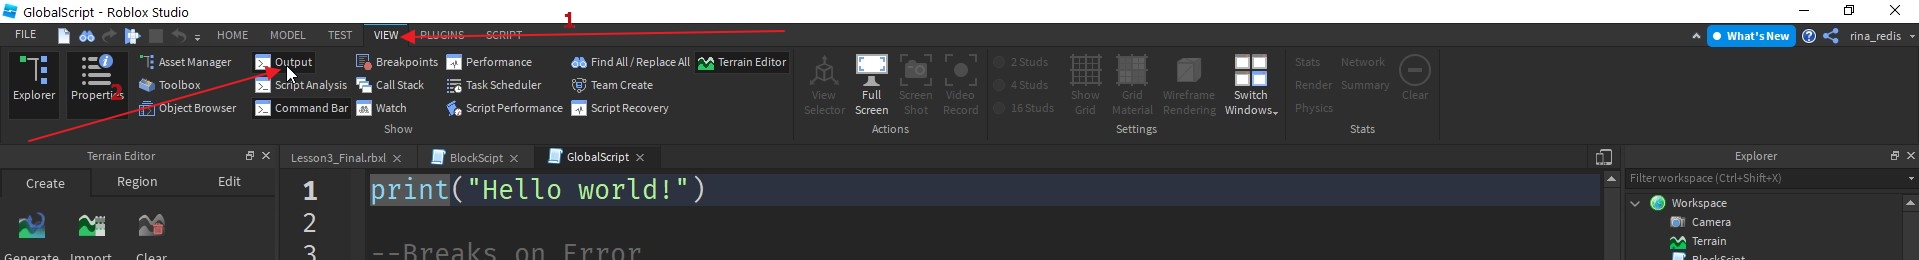 GlobalScript - Roblox Studio
FILE HOME MODEL TEST VIEW PLUGINS SCRIPT What's New rina_redis
1
Asset Manager Output Breakpoints Performance Find All / Replace All Terrain Editor 2 Studs Stats Network
Explorer Properties Toolbox Script Analysis Call Stack Task Scheduler Team Create View Selector Full Screen Screen Shot Video Record 4 Studs Show Grid Grid Material Wireframe Rendering Switch Windows Render Summary Clear
2
Object Browser Command Bar Watch Script Performance Script Recovery 16 Studs Physics
Show Actions Settings Stats
Terrain Editor Lesson3_Final.rbxl BlockScipt GlobalScript Explorer
Create Region Edit Filter workspace (Ctrl+Shift+X)
1 print("Hello world!")
Workspace
2
Camera
3 --Breaks on Error
Terrain
Generate Import Clear
BlockScipt